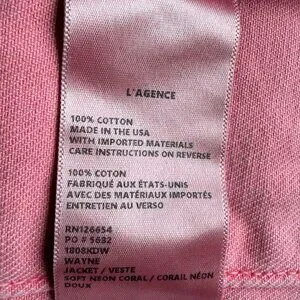 L'AGENCE
100% COTTON
MADE IN THE USA
WITH IMPORTED MATERIALS
CARE INSTRUCTIONS ON REVERSE
100% COTON
FABRIQUÉ AUX ÉTATS-UNIS
AVEC DES MATÉRIAUX IMPORTÉS
ENTRETIEN AU VERSO
RN126654
PO # 5682
1808KDW
WAYNE
JACKET / VESTE
SOFT NEON CORAL / CORAIL NÉON
DOUX